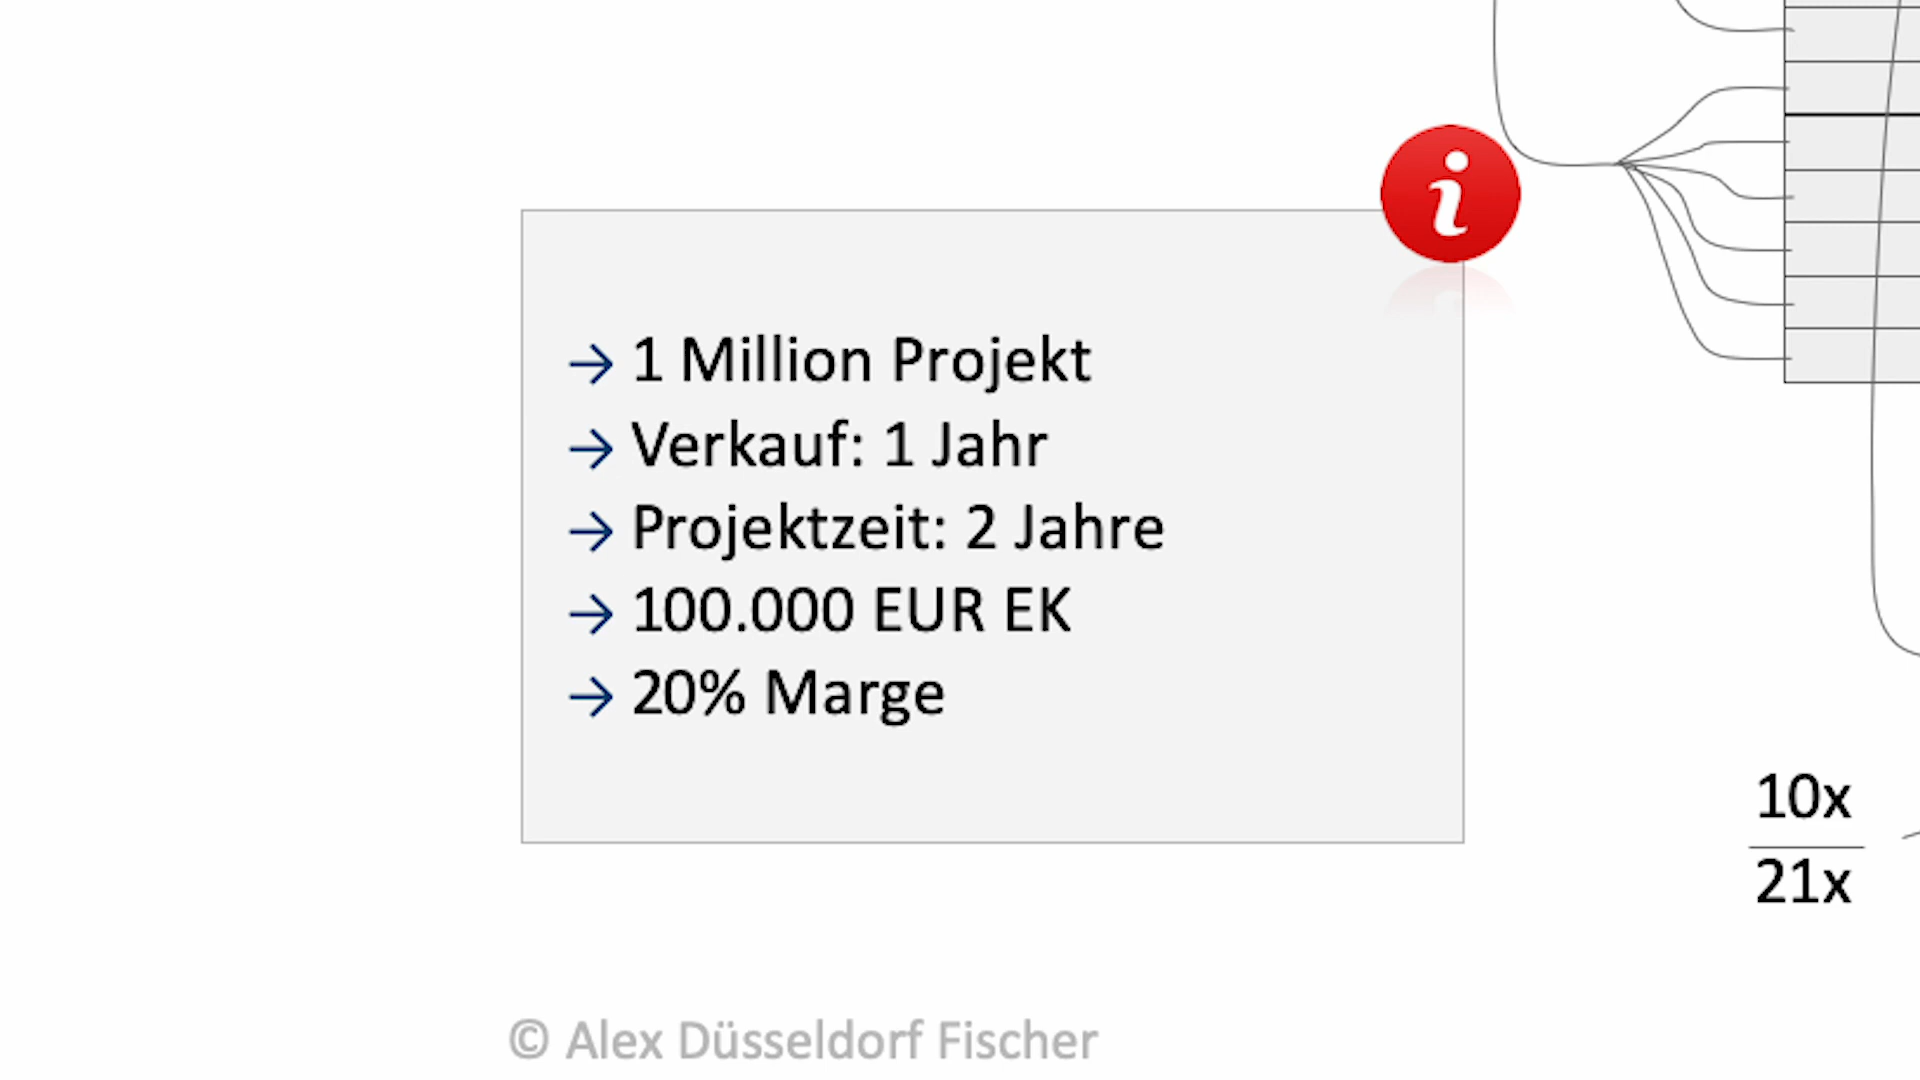 → 1 Million Projekt
→ Verkauf: 1 Jahr
→ Projektzeit: 2 Jahre
→ 100.000 EUR EK
→ 20% Marge
10x
21x
© Alex Düsseldorf Fischer